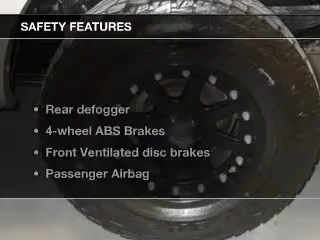 SAFETY FEATURES
• Rear defogger
• 4-wheel ABS Brakes
• Front Ventilated disc brakes
• Passenger Airbag